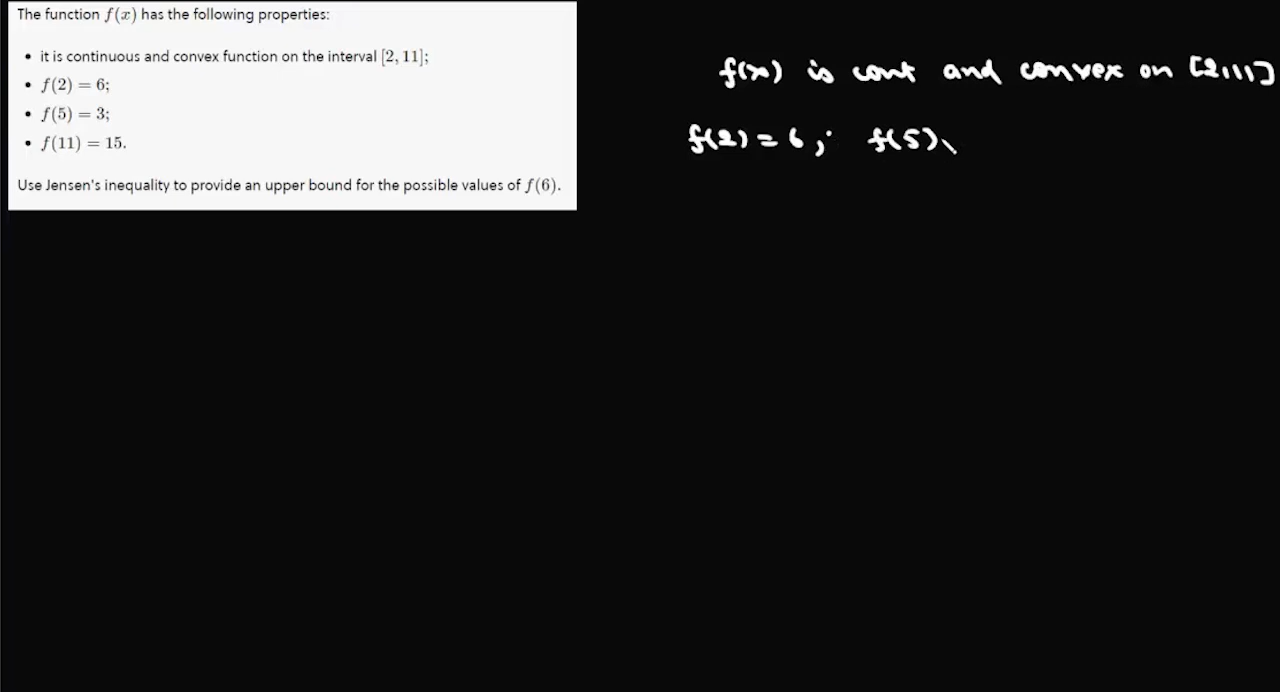 The function f(x) has the following properties:
• it is continuous and convex function on the interval [2, 11];
• f(2) = 6;
• f(5) = 3;
• f(11) = 15.
Use Jensen's inequality to provide an upper bound for the possible values of f(6).
f(x) is cont and convex on [2,11]
f(2) = 6 ; f(5)